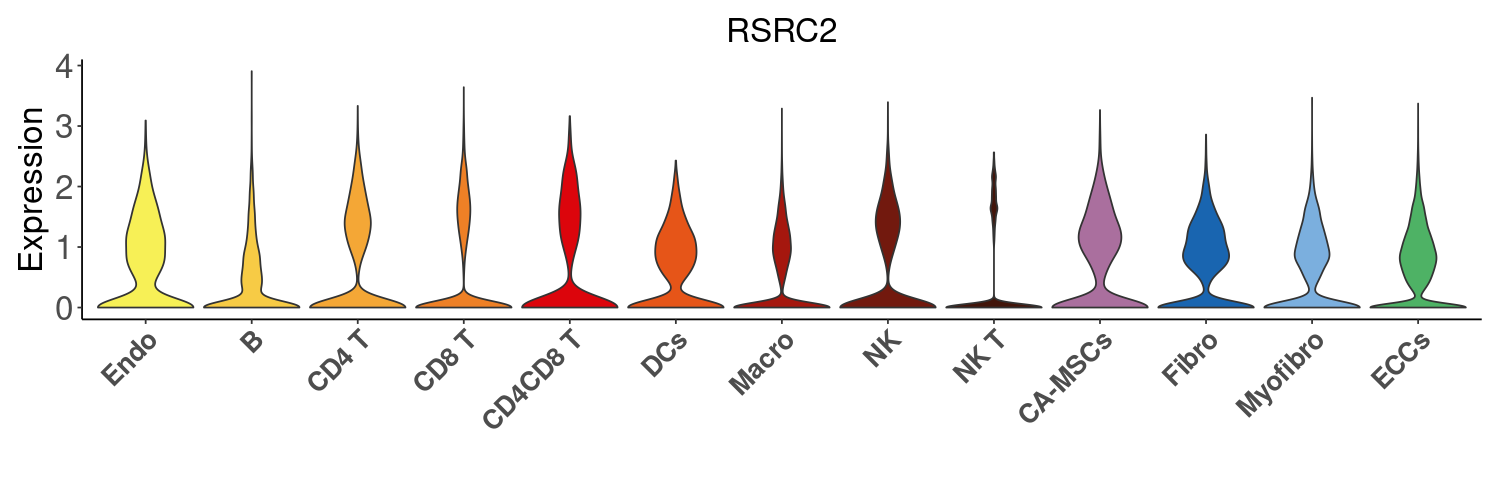 RSRC2
Expression
4
3
2
1
0
Endo
B
CD4 T
CD8 T
CD4CD8 T
DCs
Macro
NK
NK T
CA-MSCs
Fibro
Myofibro
ECCs